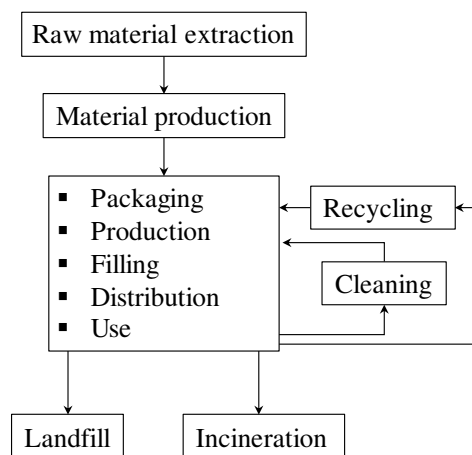 Raw material extraction
Material production
▪ Packaging
▪ Production
▪ Filling
▪ Distribution
▪ Use
Recycling
Cleaning
Landfill
Incineration